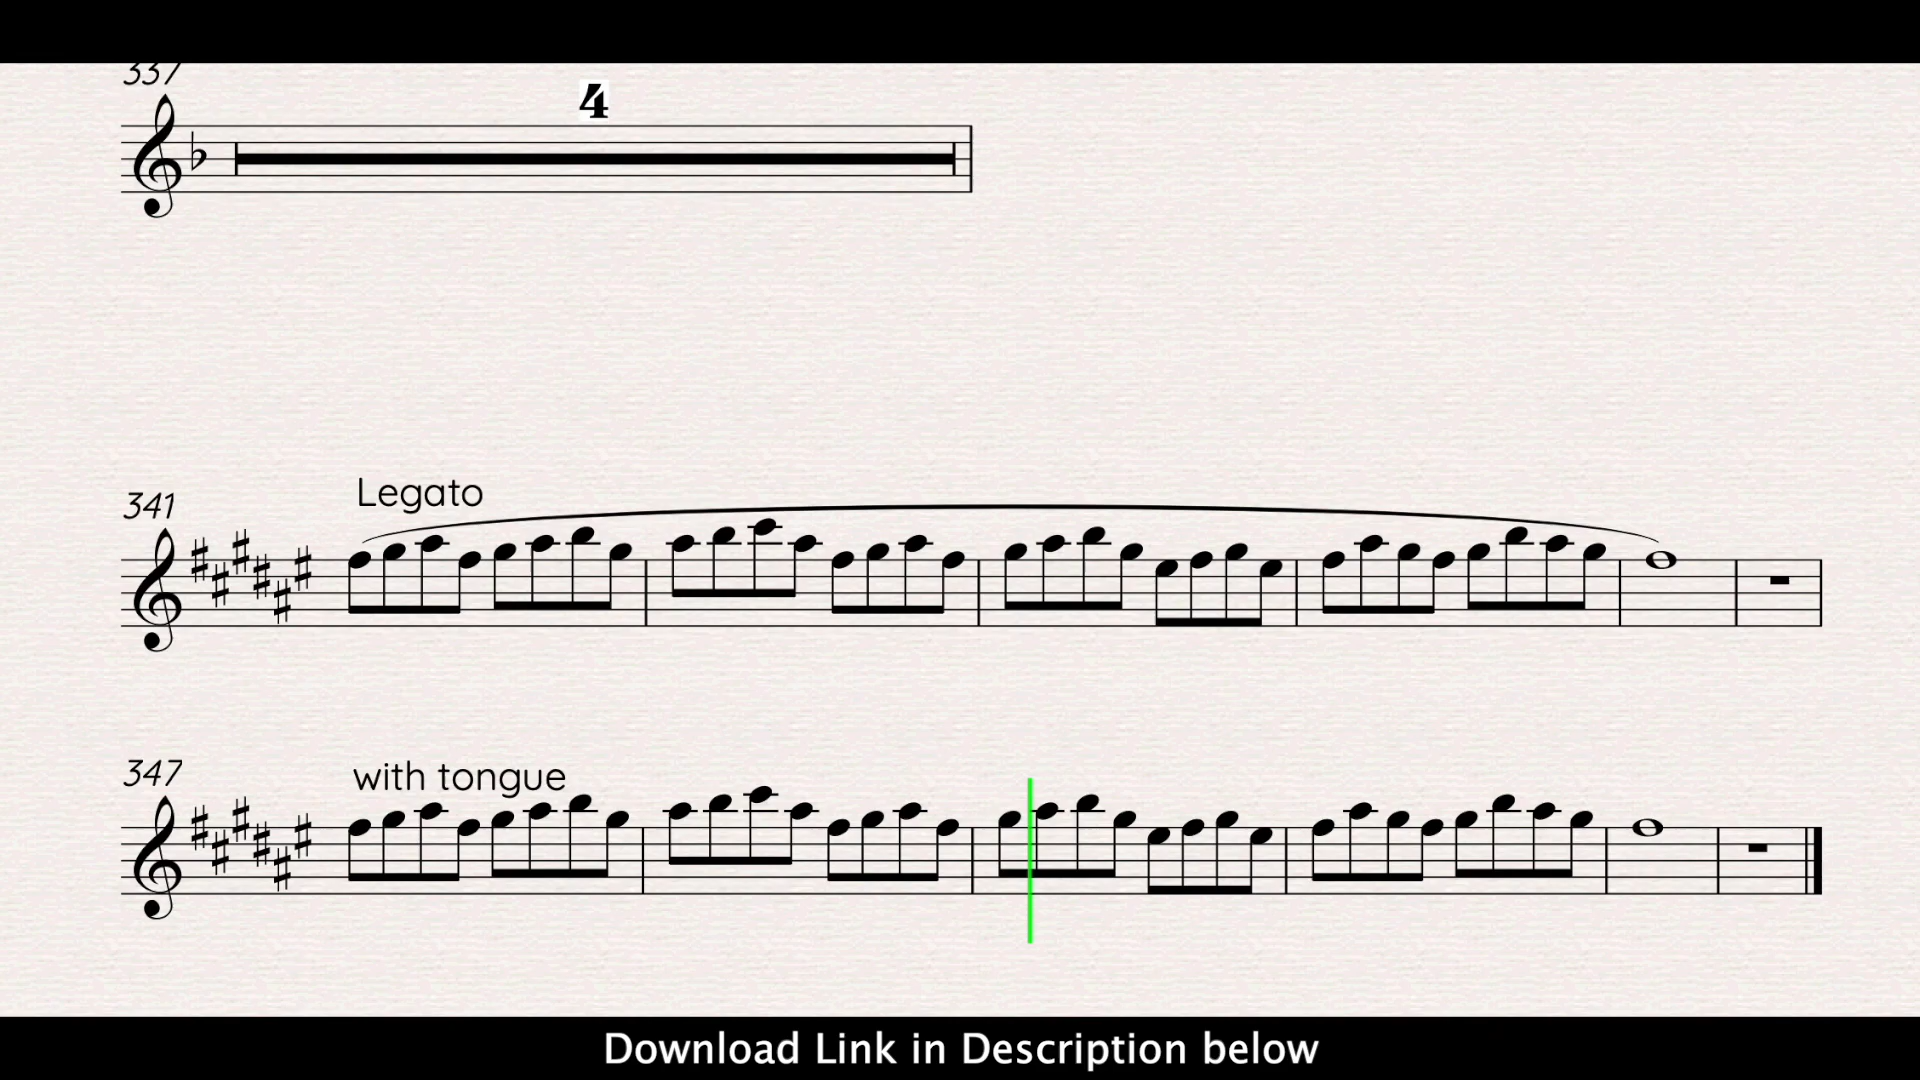 337
4
341
Legato
347
with tongue
Download Link in Description below